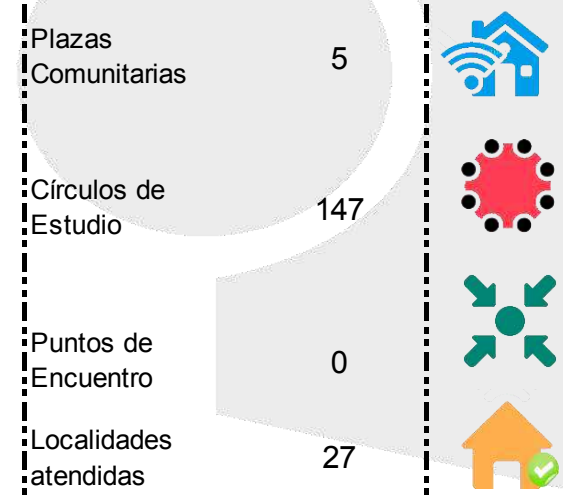 Plazas
Comunitarias 5
Círculos de
Estudio 147
Puntos de
Encuentro 0
Localidades
atendidas 27